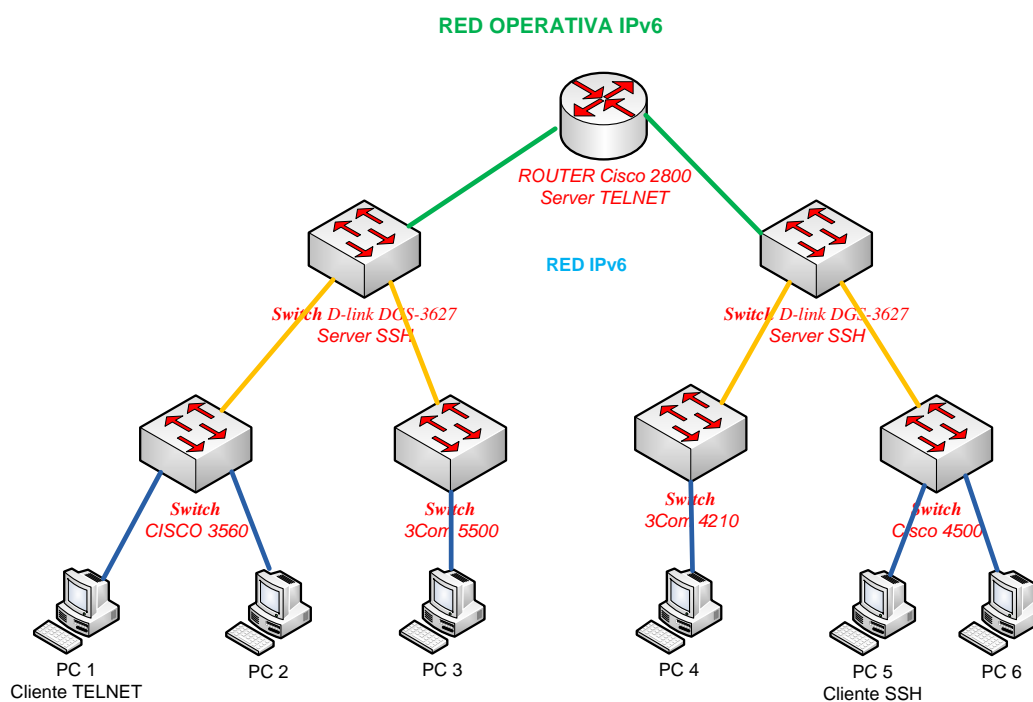 RED OPERATIVA IPv6
ROUTER Cisco 2800
Server TELNET
RED IPv6
Switch D-link DGS-3627
Server SSH
Switch D-link DGS-3627
Server SSH
Switch
CISCO 3560
Switch
3Com 5500
Switch
3Com 4210
Switch
Cisco 4500
PC 1
Cliente TELNET
PC 2
PC 3
PC 4
PC 5
Cliente SSH
PC 6